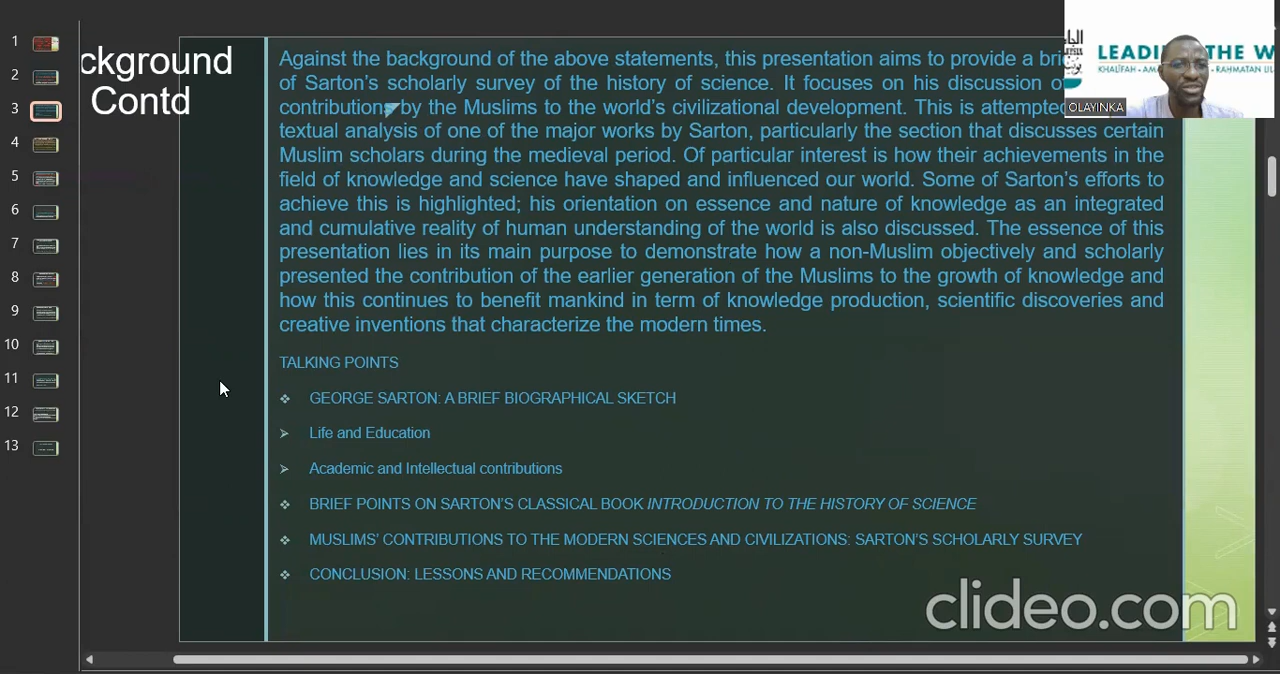 1
2
3
4
5
6
7
8
9
10
11
12
13
ckground
Contd
Against the background of the above statements, this presentation aims to provide a
of Sarton's scholarly survey of the history of science. It focuses on his discussion
contributions by the Muslims to the world's civilizational development. This is attempted
textual analysis of one of the major works by Sarton, particularly the section that discusses certain
Muslim scholars during the medieval period. Of particular interest is how their achievements in the
field of knowledge and science have shaped and influenced our world. Some of Sarton's efforts to
achieve this is highlighted; his orientation on essence and nature of knowledge as an integrated
and cumulative reality of human understanding of the world is also discussed. The essence of this
presentation lies in its main purpose to demonstrate how a non-Muslim objectively and scholarly
presented the contribution of the earlier generation of the Muslims to the growth of knowledge and
how this continues to benefit mankind in term of knowledge production, scientific discoveries and
creative inventions that characterize the modern times.
TALKING POINTS
❖ GEORGE SARTON: A BRIEF BIOGRAPHICAL SKETCH
➢ Life and Education
➢ Academic and Intellectual contributions
❖ BRIEF POINTS ON SARTON'S CLASSICAL BOOK INTRODUCTION TO THE HISTORY OF SCIENCE
❖ MUSLIMS' CONTRIBUTIONS TO THE MODERN SCIENCES AND CIVILIZATIONS: SARTON'S SCHOLARLY SURVEY
❖ CONCLUSION: LESSONS AND RECOMMENDATIONS
LEADI THE W
KHALĪFAH - AM RAHMATAN LIL
OLAYINKA
clideo.com